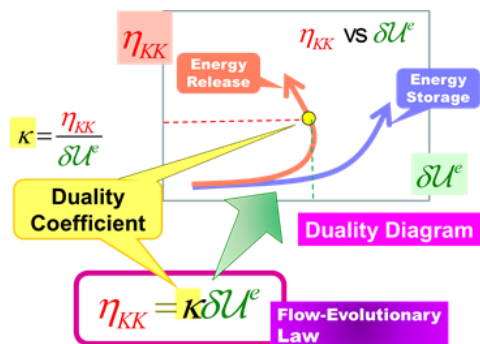 η_KK
η_KK vs δU^e
Energy
Release
Energy
Storage
κ = η_KK / δU^e
δU^e
Duality
Coefficient
Duality Diagram
η_KK = κδU^e
Flow-Evolutionary
Law